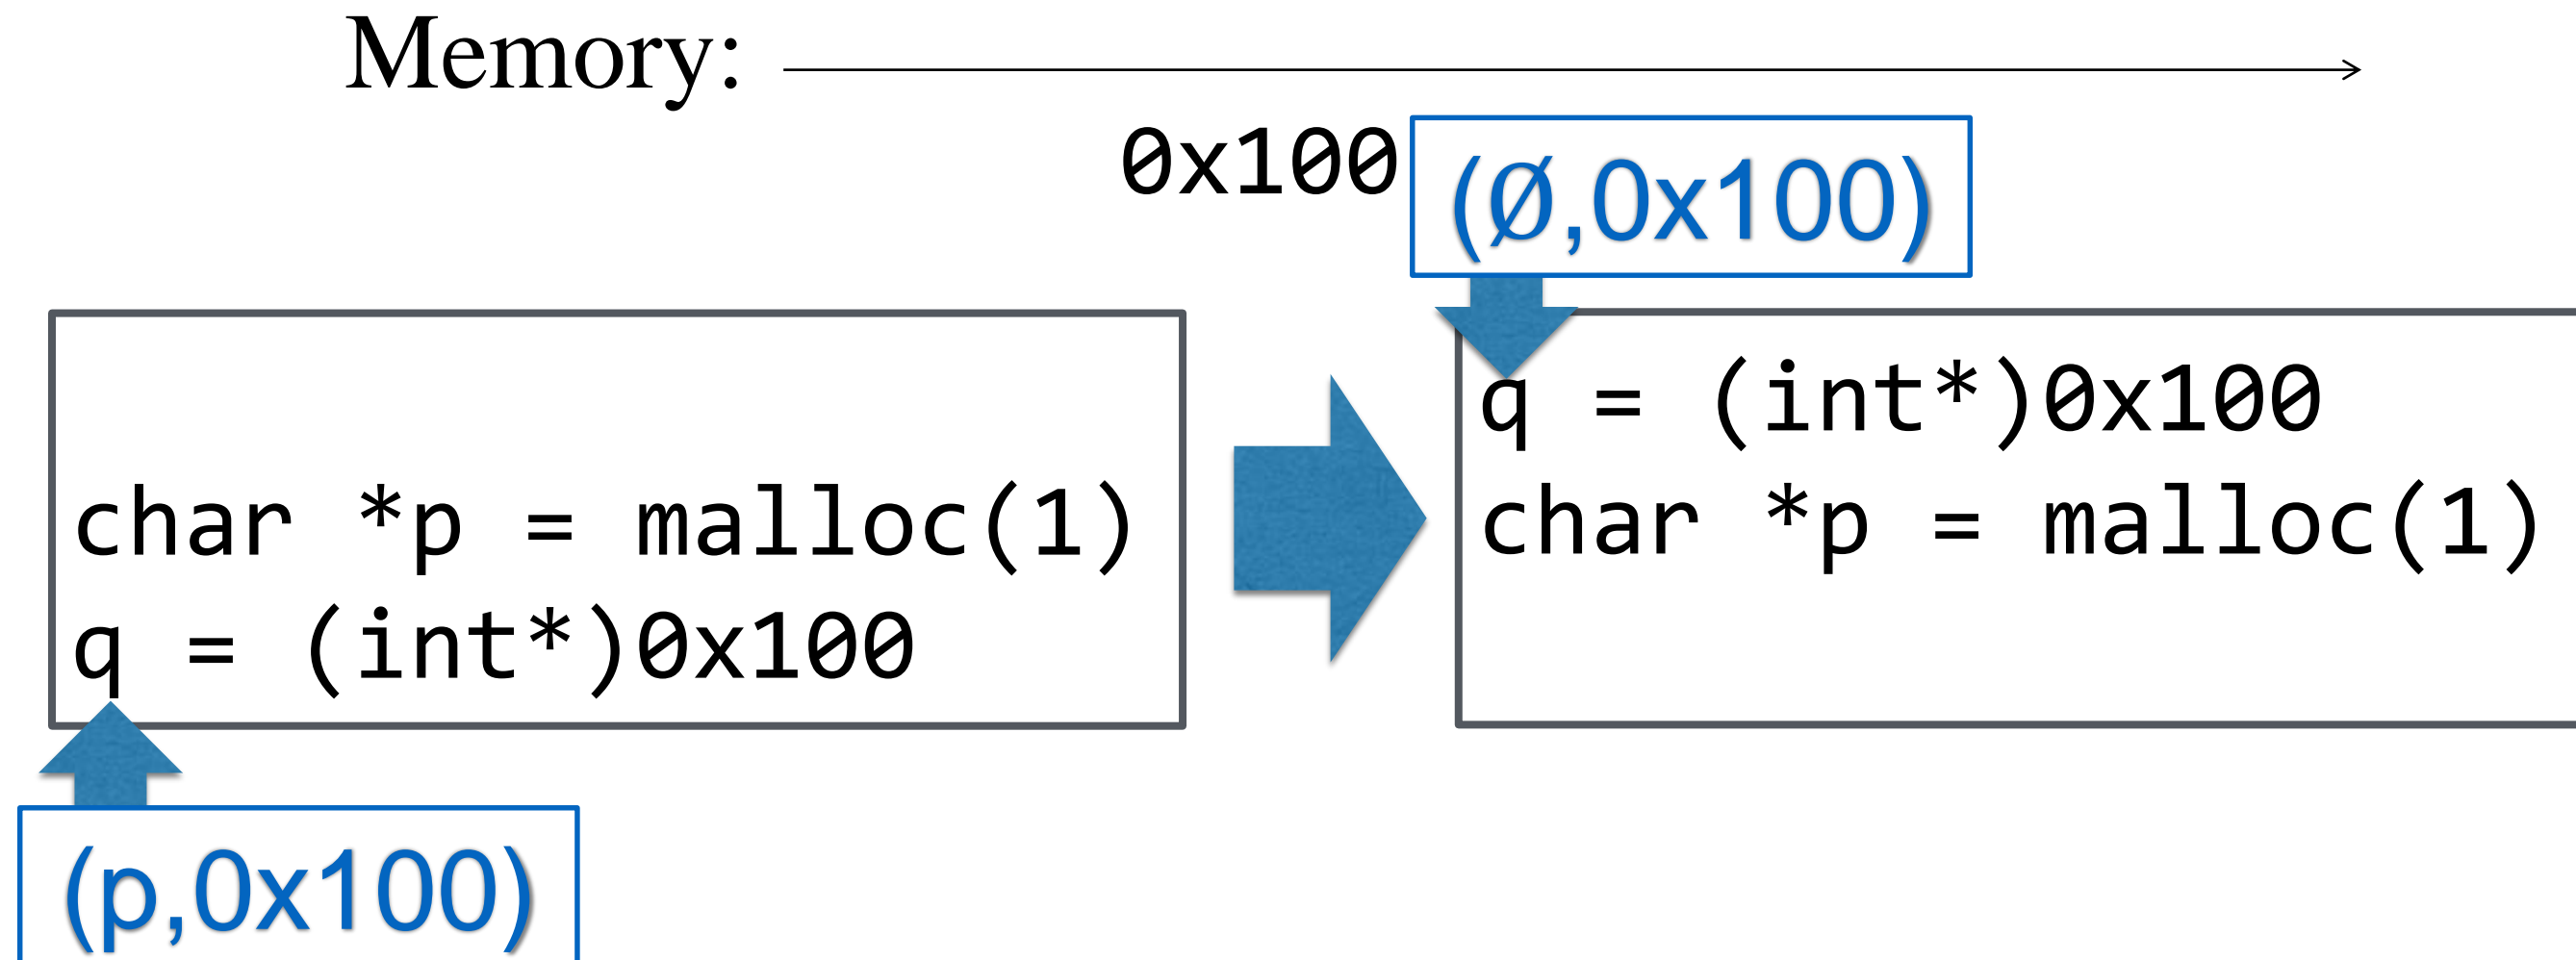 Memory:
0x100
(Ø,0x100)
char *p = malloc(1)
q = (int*)0x100
q = (int*)0x100
char *p = malloc(1)
(p,0x100)